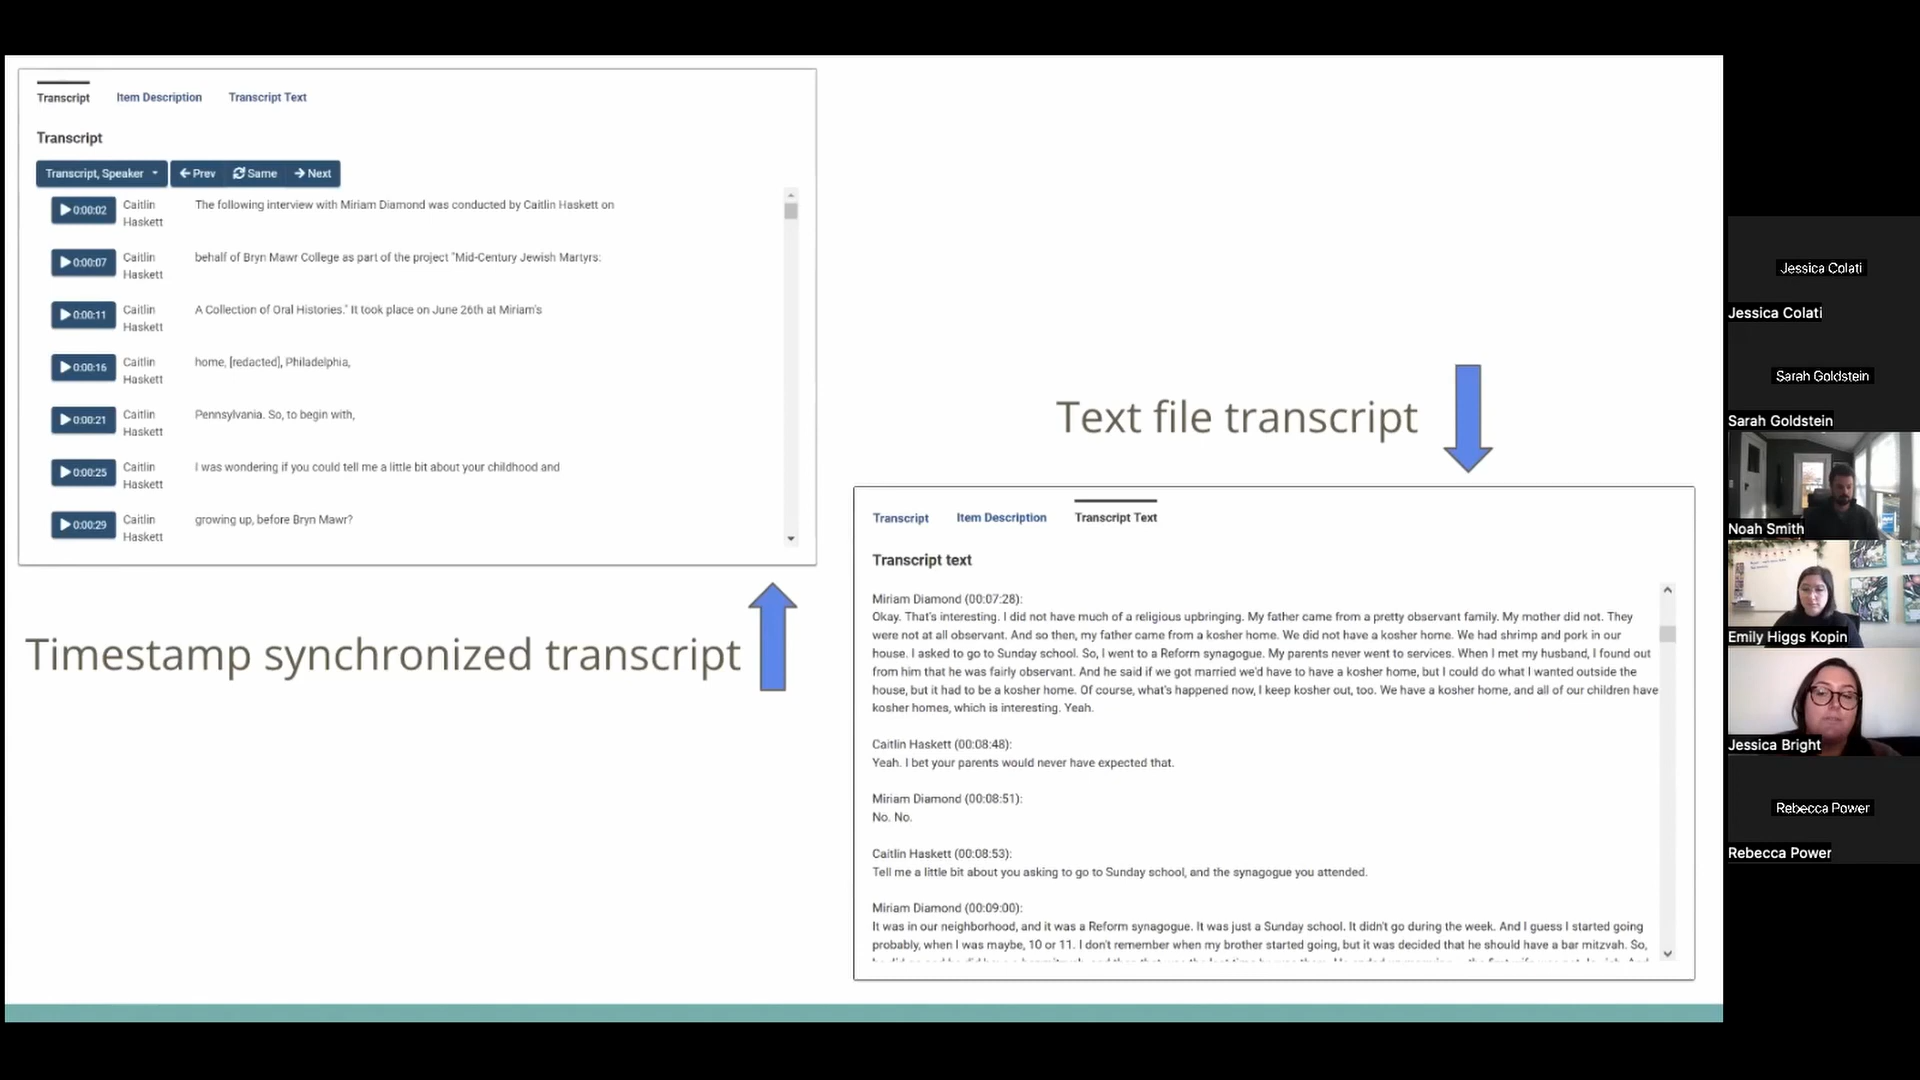 Transcript Item Description Transcript Text
Transcript
Transcript, Speaker Prev Same Next
0:00:02 Caitlin Haskett The following interview with Miriam Diamond was conducted by Caitlin Haskett on
0:00:07 Caitlin Haskett behalf of Bryn Mawr College as part of the project "Mid-Century Jewish Martyrs:
0:00:11 Caitlin Haskett A Collection of Oral Histories." It took place on June 26th at Miriam's
0:00:16 Caitlin Haskett home, [redacted], Philadelphia,
0:00:21 Caitlin Haskett Pennsylvania. So, to begin with,
0:00:25 Caitlin Haskett I was wondering if you could tell me a little bit about your childhood and
0:00:29 Caitlin Haskett growing up, before Bryn Mawr?
Timestamp synchronized transcript
Text file transcript
Transcript Item Description Transcript Text
Transcript text
Miriam Diamond (00:07:28):
Okay. That's interesting. I did not have much of a religious upbringing. My father came from a pretty observant family. My mother did not. They
were not at all observant. And so then, my father came from a kosher home. We did not have a kosher home. We had shrimp and pork in our
house. I asked to go to Sunday school. So, I went to a Reform synagogue. My parents never went to services. When I met my husband, I found out
from him that he was fairly observant. And he said if we got married we'd have to have a kosher home, but I could do what I wanted outside the
house, but it had to be a kosher home. Of course, what's happened now, I keep kosher out, too. We have a kosher home, and all of our children have
kosher homes, which is interesting. Yeah.
Caitlin Haskett (00:08:48):
Yeah. I bet your parents would never have expected that.
Miriam Diamond (00:08:51):
No. No.
Caitlin Haskett (00:08:53):
Tell me a little bit about you asking to go to Sunday school, and the synagogue you attended.
Miriam Diamond (00:09:00):
It was in our neighborhood, and it was a Reform synagogue. It was just a Sunday school. It didn't go during the week. And I guess I started going
probably, when I was maybe, 10 or 11. I don't remember when my brother started going, but it was decided that he should have a bar mitzvah. So,
Jessica Colati
Jessica Colati
Sarah Goldstein
Sarah Goldstein
Noah Smith
Emily Higgs Kopin
Jessica Bright
Rebecca Power
Rebecca Power